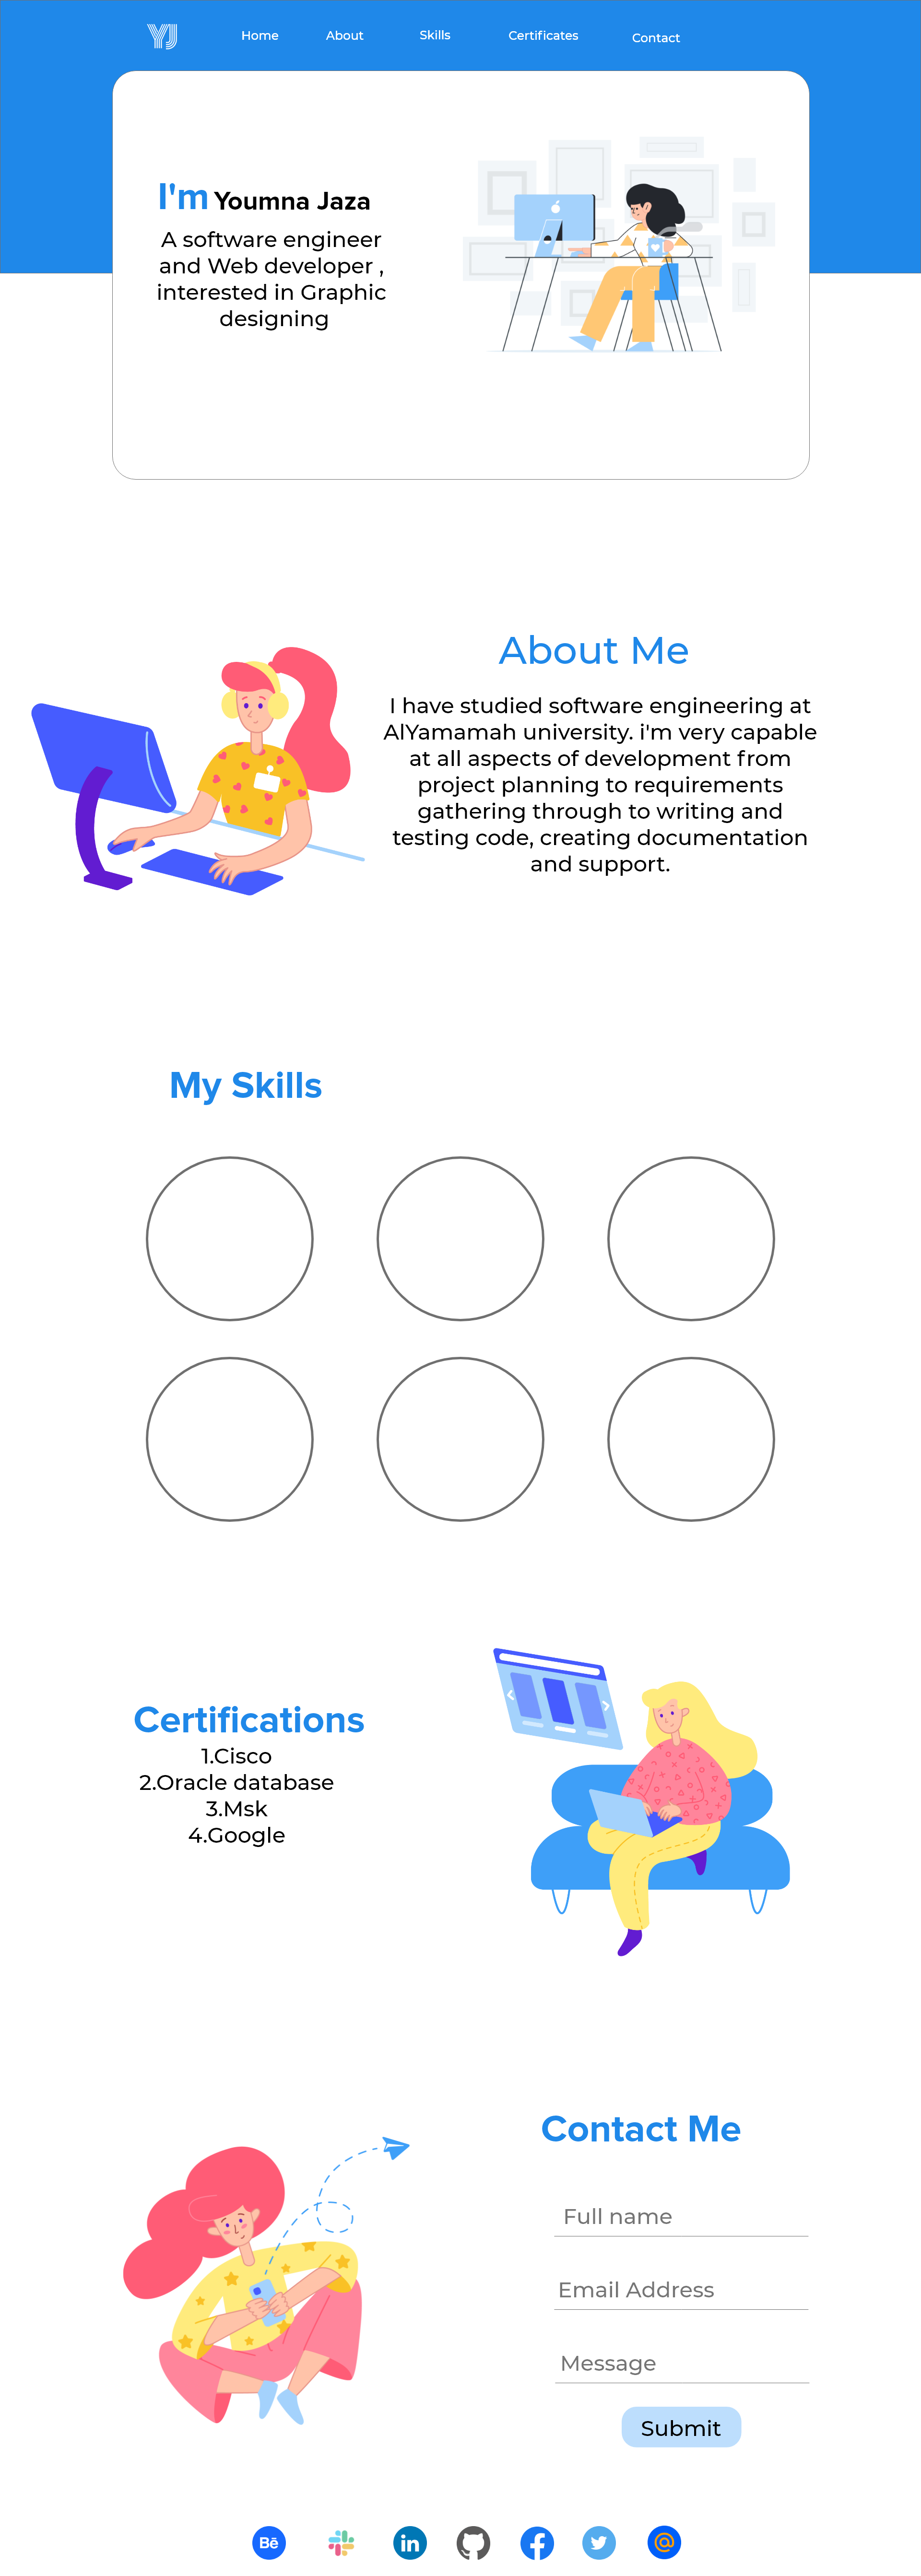 YJ
Home About Skills Certificates Contact
I'm Youmna Jaza
A software engineer
and Web developer ,
interested in Graphic
designing
About Me
I have studied software engineering at
AlYamamah university. i'm very capable
at all aspects of development from
project planning to requirements
gathering through to writing and
testing code, creating documentation
and support.
My Skills
Certifications
1.Cisco
2.Oracle database
3.Msk
4.Google
Contact Me
Full name
Email Address
Message
Submit
Bē in f @